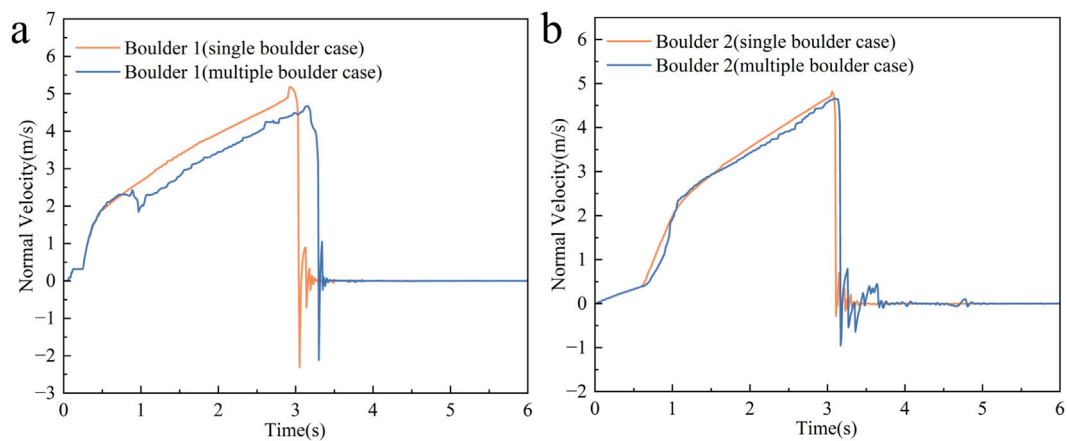 a
Boulder 1(single boulder case)
Boulder 1(multiple boulder case)
Normal Velocity(m/s)
7
6
5
4
3
2
1
0
−1
−2
−3
0 1 2 3 4 5 6
Time(s)
b
Boulder 2(single boulder case)
Boulder 2(multiple boulder case)
Normal Velocity(m/s)
6
5
4
3
2
1
0
−1
−2
0 1 2 3 4 5 6
Time(s)